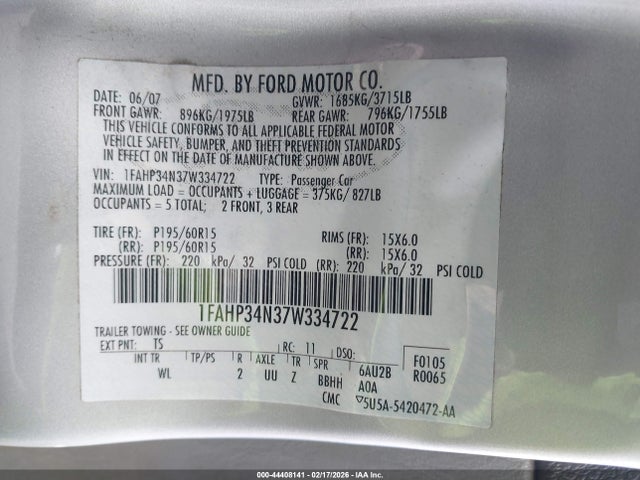 MFD. BY FORD MOTOR CO.
DATE: 06/07 GVWR: 1685KG/3715LB
FRONT GAWR: 896KG/1975LB REAR GAWR: 796KG/1755LB
THIS VEHICLE CONFORMS TO ALL APPLICABLE FEDERAL MOTOR
VEHICLE SAFETY, BUMPER, AND THEFT PREVENTION STANDARDS
IN EFFECT ON THE DATE OF MANUFACTURE SHOWN ABOVE.
VIN: 1FAHP34N37W334722 TYPE: Passenger Car
MAXIMUM LOAD = OCCUPANTS + LUGGAGE = 375KG/ 827LB
OCCUPANTS = 5 TOTAL; 2 FRONT, 3 REAR
TIRE (FR): P195/60R15 RIMS (FR): 15X6.0
(RR): P195/60R15 (RR): 15X6.0
PRESSURE (FR): 220 kPa/ 32 PSI COLD (RR): 220 kPa/ 32 PSI COLD
1FAHP34N37W334722
TRAILER TOWING - SEE OWNER GUIDE
EXT PNT: TS RC: 11 DSO: F0105
INT TR TP/PS R AXLE TR SPR 6AU2B R0065
WL 2 UU Z BBHH A0A
CMC ▽5U5A-5420472-AA
000-44408141 - 02/17/2026 - IAA Inc.